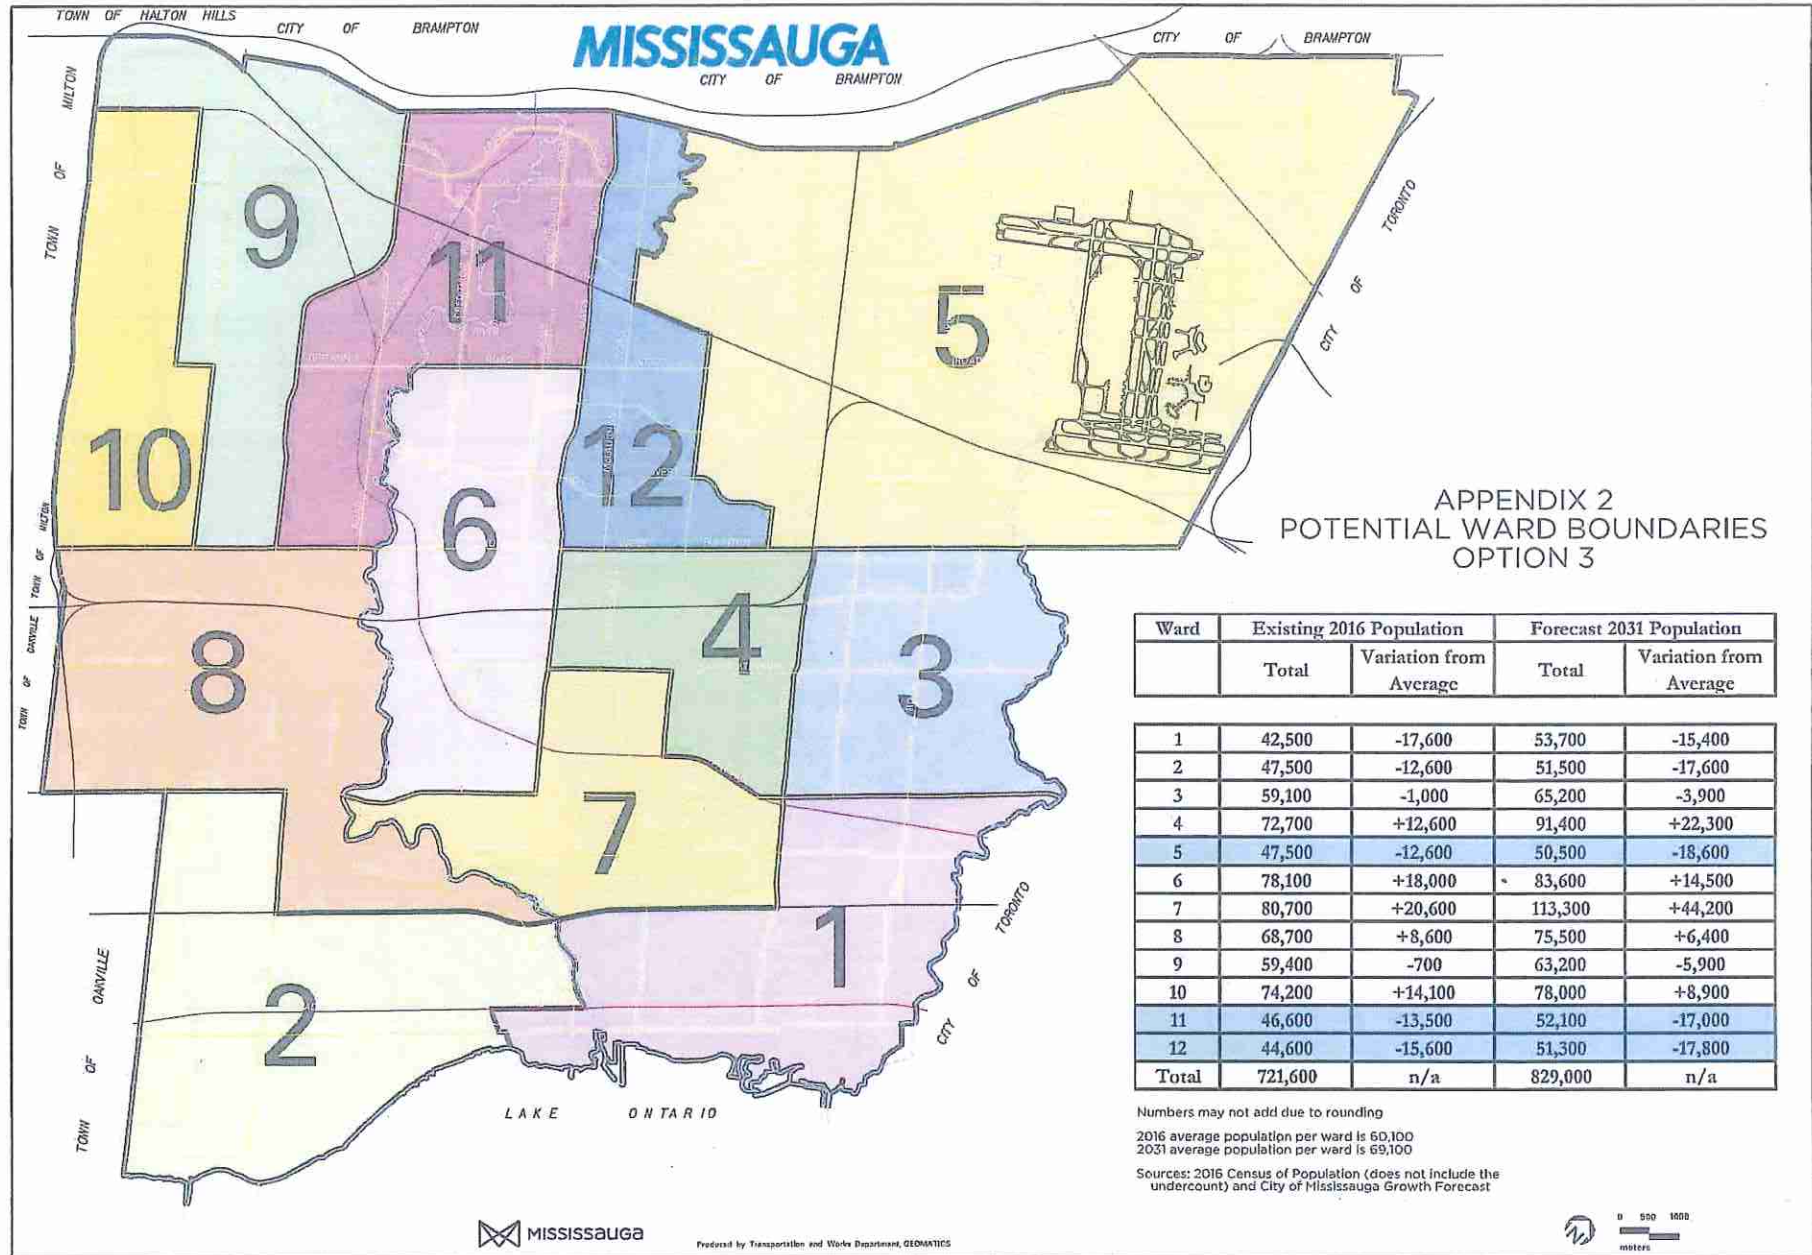 TOWN OF HALTON HILLS
CITY OF BRAMPTON
MISSISSAUGA
CITY OF BRAMPTON
CITY OF BRAMPTON
TOWN OF MILTON
CITY OF TORONTO
9
11
5
10
12
6
TOWN OF MILTON
TOWN OF OAKVILLE
8
4
3
7
1
2
CITY OF TORONTO
TOWN OF OAKVILLE
LAKE ONTARIO
APPENDIX 2
POTENTIAL WARD BOUNDARIES
OPTION 3
Ward Existing 2016 Population Forecast 2031 Population
Total Variation from Average Total Variation from Average
1 42,500 -17,600 53,700 -15,400
2 47,500 -12,600 51,500 -17,600
3 59,100 -1,000 65,200 -3,900
4 72,700 +12,600 91,400 +22,300
5 47,500 -12,600 50,500 -18,600
6 78,100 +18,000 83,600 +14,500
7 80,700 +20,600 113,300 +44,200
8 68,700 +8,600 75,500 +6,400
9 59,400 -700 63,200 -5,900
10 74,200 +14,100 78,000 +8,900
11 46,600 -13,500 52,100 -17,000
12 44,600 -15,600 51,300 -17,800
Total 721,600 n/a 829,000 n/a
Numbers may not add due to rounding
2016 average population per ward is 60,100
2031 average population per ward is 69,100
Sources: 2016 Census of Population (does not include the
undercount) and City of Mississauga Growth Forecast
MISSISSAUGA
Produced by Transportation and Works Department, GEOMATICS
0 500 1000
meters